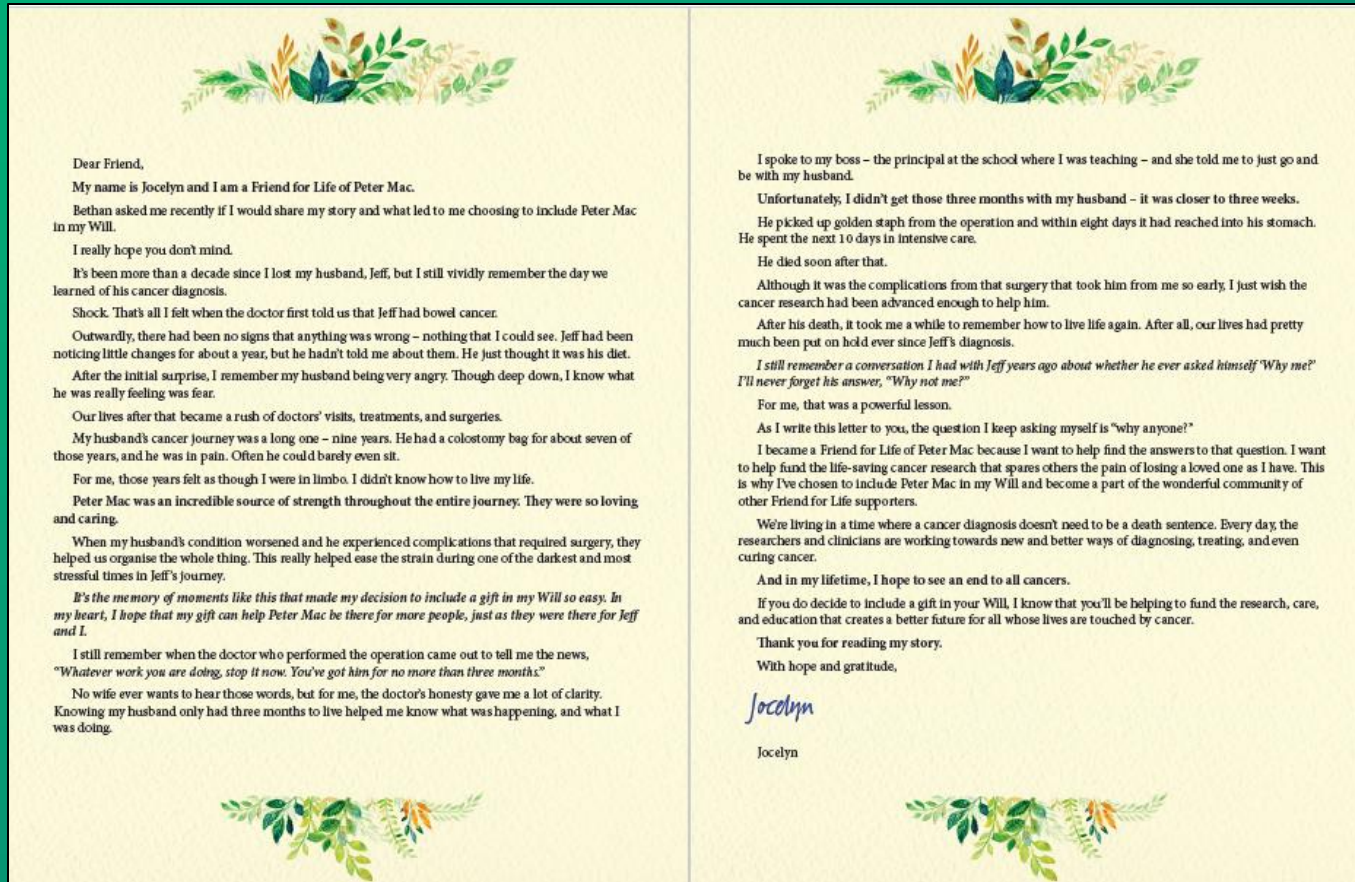 Dear Friend,
My name is Jocelyn and I am a Friend for Life of Peter Mac.
Bethan asked me recently if I would share my story and what led to me choosing to include Peter Mac
in my Will.
I really hope you don't mind.
It's been more than a decade since I lost my husband, Jeff, but I still vividly remember the day we
learned of his cancer diagnosis.
Shock. That's all I felt when the doctor first told us that Jeff had bowel cancer.
Outwardly, there had been no signs that anything was wrong – nothing that I could see. Jeff had been
noticing little changes for about a year, but he hadn't told me about them. He just thought it was his diet.
After the initial surprise, I remember my husband being very angry. Though deep down, I know what
he was really feeling was fear.
Our lives after that became a rush of doctors' visits, treatments, and surgeries.
My husband's cancer journey was a long one – nine years. He had a colostomy bag for about seven of
those years, and he was in pain. Often he could barely even sit.
For me, those years felt as though I were in limbo. I didn't know how to live my life.
Peter Mac was an incredible source of strength throughout the entire journey. They were so loving
and caring.
When my husband's condition worsened and he experienced complications that required surgery, they
helped us organise the whole thing. This really helped ease the strain during one of the darkest and most
stressful times in Jeff's journey.
It's the memory of moments like this that made my decision to include a gift in my Will so easy. In
my heart, I hope that my gift can help Peter Mac be there for more people, just as they were there for Jeff
and I.
I still remember when the doctor who performed the operation came out to tell me the news,
"Whatever work you are doing, stop it now. You've got him for no more than three months."
No wife ever wants to hear those words, but for me, the doctor's honesty gave me a lot of clarity.
Knowing my husband only had three months to live helped me know what was happening, and what I
was doing.
I spoke to my boss – the principal at the school where I was teaching – and she told me to just go and
be with my husband.
Unfortunately, I didn't get those three months with my husband – it was closer to three weeks.
He picked up golden staph from the operation and within eight days it had reached into his stomach.
He spent the next 10 days in intensive care.
He died soon after that.
Although it was the complications from that surgery that took him from me so early, I just wish the
cancer research had been advanced enough to help him.
After his death, it took me a while to remember how to live life again. After all, our lives had pretty
much been put on hold ever since Jeff's diagnosis.
I still remember a conversation I had with Jeff years ago about whether he ever asked himself 'Why me?'
I'll never forget his answer, "Why not me?"
For me, that was a powerful lesson.
As I write this letter to you, the question I keep asking myself is "why anyone?"
I became a Friend for Life of Peter Mac because I want to help find the answers to that question. I want
to help fund the life-saving cancer research that spares others the pain of losing a loved one as I have. This
is why I've chosen to include Peter Mac in my Will and become a part of the wonderful community of
other Friend for Life supporters.
We're living in a time where a cancer diagnosis doesn't need to be a death sentence. Every day, the
researchers and clinicians are working towards new and better ways of diagnosing, treating, and even
curing cancer.
And in my lifetime, I hope to see an end to all cancers.
If you do decide to include a gift in your Will, I know that you'll be helping to fund the research, care,
and education that creates a better future for all whose lives are touched by cancer.
Thank you for reading my story.
With hope and gratitude,
Jocelyn
Jocelyn